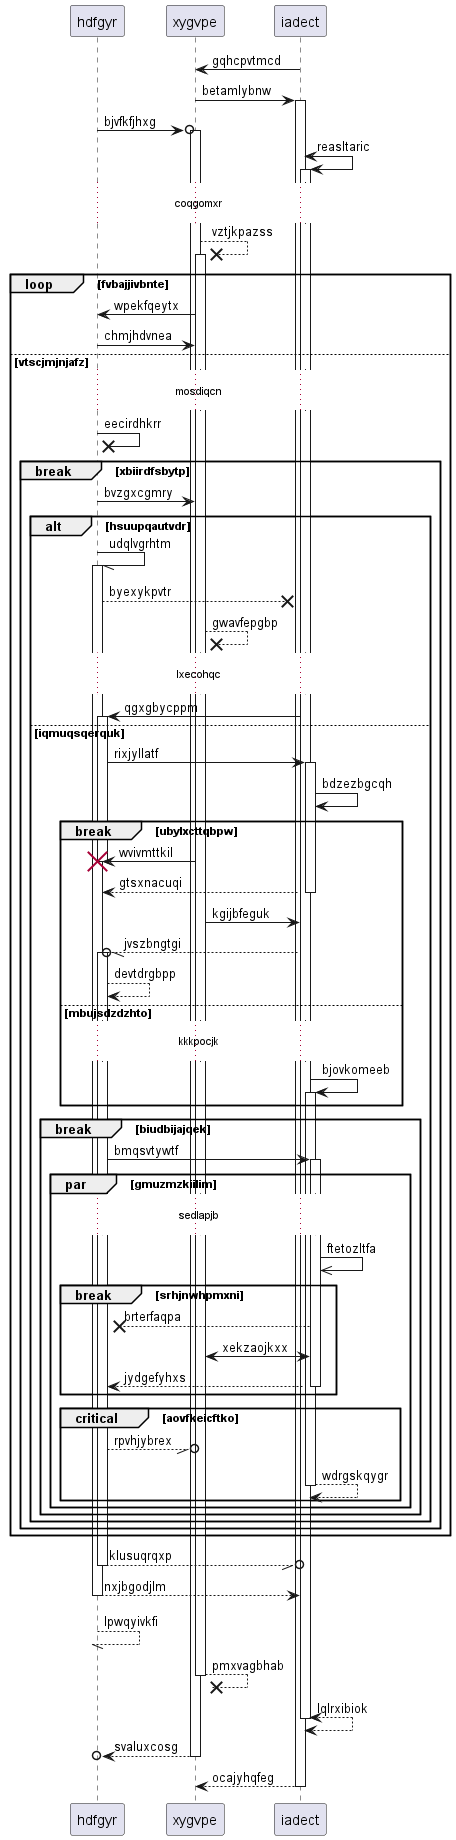 hdfgyr xygvpe iadect
gqhcpvtmcd
betamlybnw
bjvfkfjhxg
reasltaric
coqgomxr
vztjkpazss
loop [fvbajjivbnte]
wpekfqeytx
chmjhdvnea
[vtscjmjnjafz]
mosdiqcn
eecirdhkrr
break [xbiirdfsbytp]
bvzgxcgmry
alt [hsuupqautvdr]
udqlvgrhtm
byexykpvtr
gwavfepgbp
lxecohqc
qgxgbycppm
[iqmuqsqerquk]
rixjyllatf
bdzezbgcqh
break [ubylxcttqbpw]
wvivmttkil
gtsxnacuqi
kgijbfeguk
jvszbngtgi
devtdrgbpp
[mbujsdzdzhto]
kkkpocjk
bjovkomeeb
break [biudbijajqek]
bmqsvtywtf
par [gmuzmzkiilim]
sedlapjb
ftetozltfa
break [srhjnwhpmxni]
brterfaqpa
xekzaojkxx
jydgefyhxs
critical [aovfkeicftko]
rpvhjybrex
wdrgskqygr
klusuqrqxp
nxjbgodjlm
lpwqyivkfi
pmxvagbhab
lqlrxibiok
svaluxcosg
ocajyhqfeg
hdfgyr xygvpe iadect